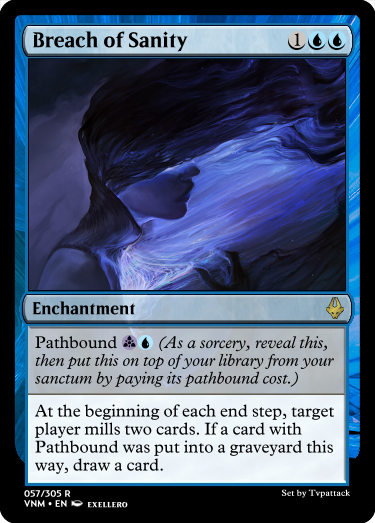 Breach of Sanity 1
Enchantment
Pathbound (As a sorcery, reveal this,
then put this on top of your library from your
sanctum by paying its pathbound cost.)
At the beginning of each end step, target
player mills two cards. If a card with
Pathbound was put into a graveyard this
way, draw a card.
057/305 R
VNM • EN EXELLERO
Set by Tvpattack